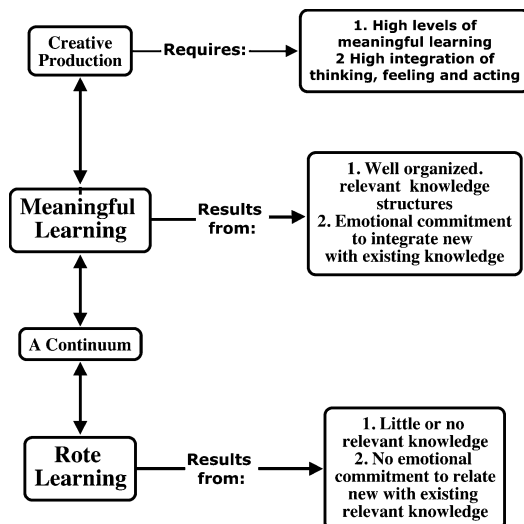 Creative
Production
Requires:
1. High levels of
meaningful learning
2 High integration of
thinking, feeling and acting
Meaningful
Learning
Results
from:
1. Well organized.
relevant knowledge
structures
2. Emotional commitment
to integrate new
with existing knowledge
A Continuum
Rote
Learning
Results
from:
1. Little or no
relevant knowledge
2. No emotional
commitment to relate
new with existing
relevant knowledge